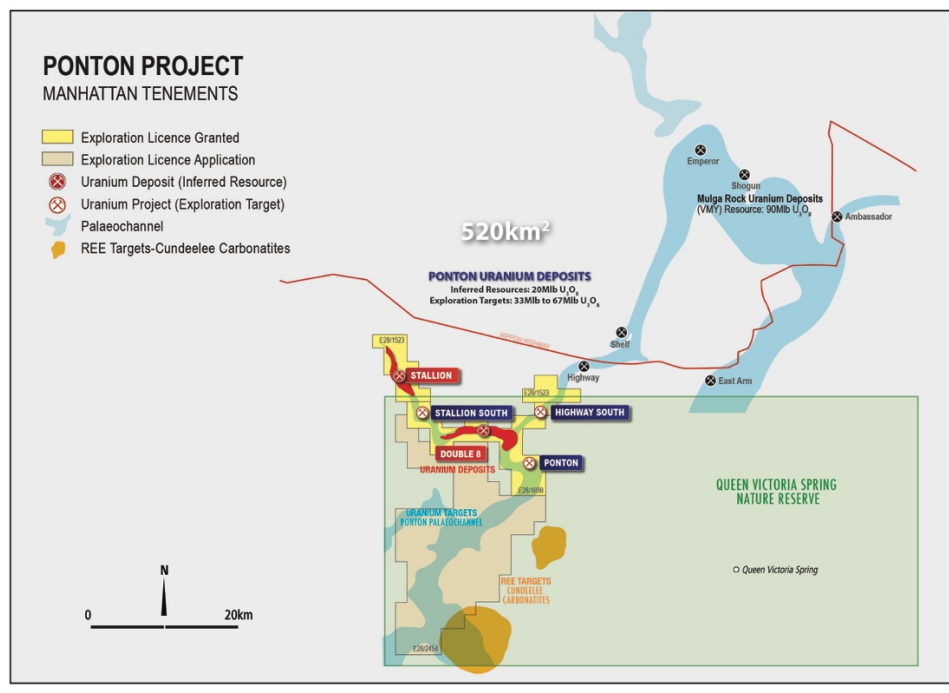 PONTON PROJECT
MANHATTAN TENEMENTS
Exploration Licence Granted
Exploration Licence Application
Uranium Deposit (Inferred Resource)
Uranium Project (Exploration Target)
Palaeochannel
REE Targets-Cundeelee Carbonatites
Emperor
Shogun
Mulga Rock Uranium Deposits
(VMY) Resource: 90Mlb U₃O₈
Ambassador
520km²
PONTON URANIUM DEPOSITS
Inferred Resources: 20Mlb U₃O₈
Exploration Targets: 33Mlb to 67Mlb U₃O₈
NIPPON HIGHWAY
Shelf
E28/1523
Highway
East Arm
STALLION
E28/1523
STALLION SOUTH
HIGHWAY SOUTH
DOUBLE 8
URANIUM DEPOSITS
PONTON
E28/1898
QUEEN VICTORIA SPRING
NATURE RESERVE
URANIUM TARGETS
PONTON PALAEOCHANNEL
Queen Victoria Spring
REE TARGETS
CUNDEELEE
CARBONATITES
N
0
20km
E28/2454